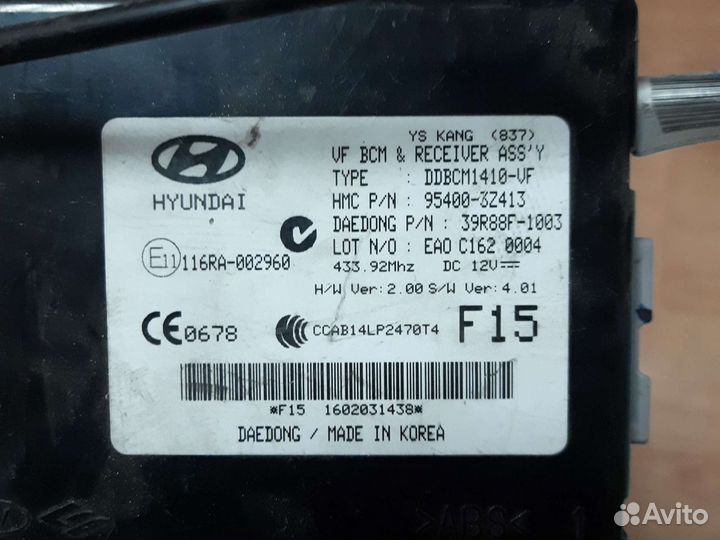 YS KANG (837)
VF BCM & RECEIVER ASS'Y
TYPE : DDBCM1410-VF
HYUNDAI
HMC P/N : 95400-3Z413
DAEDONG P/N : 39R88F-1003
LOT N/O : EAO C162 0004
E11 116RA-002960
433.92Mhz DC 12V
H/W Ver: 2.00 S/W Ver: 4.01
CE0678
CCAB14LP2470T4
F15
*F15 1602031438*
DAEDONG / MADE IN KOREA
>ABS< 1
Avito